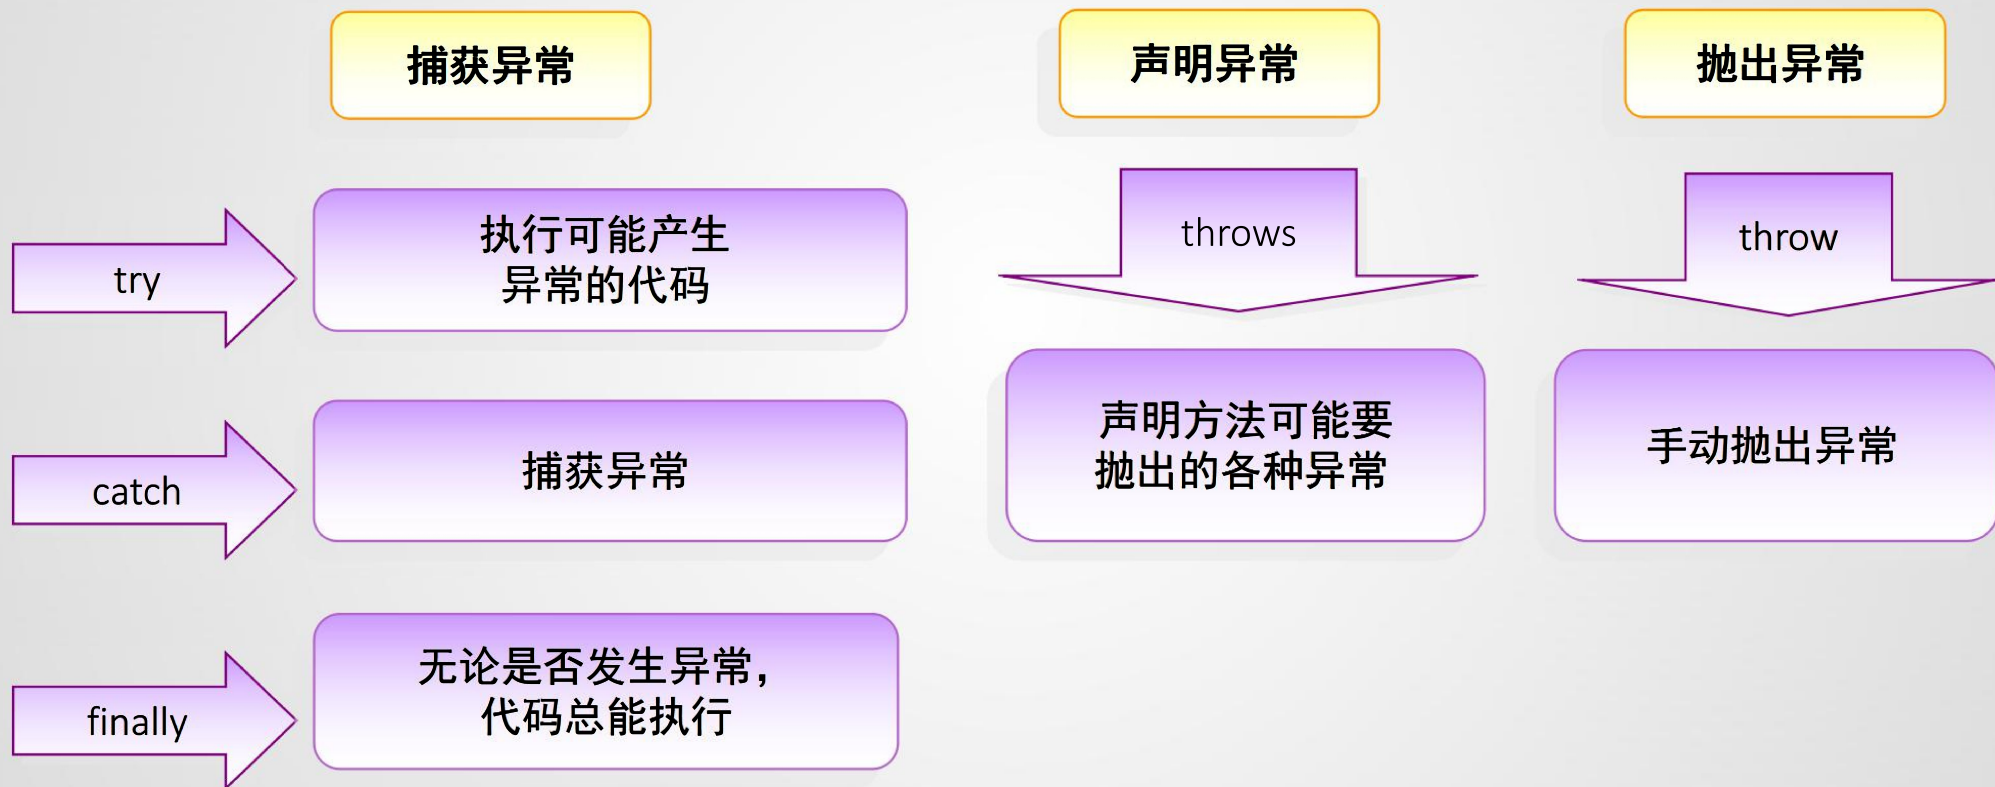 捕获异常
try
执行可能产生
异常的代码
catch
捕获异常
finally
无论是否发生异常，
代码总能执行
声明异常
throws
声明方法可能要
抛出的各种异常
抛出异常
throw
手动抛出异常